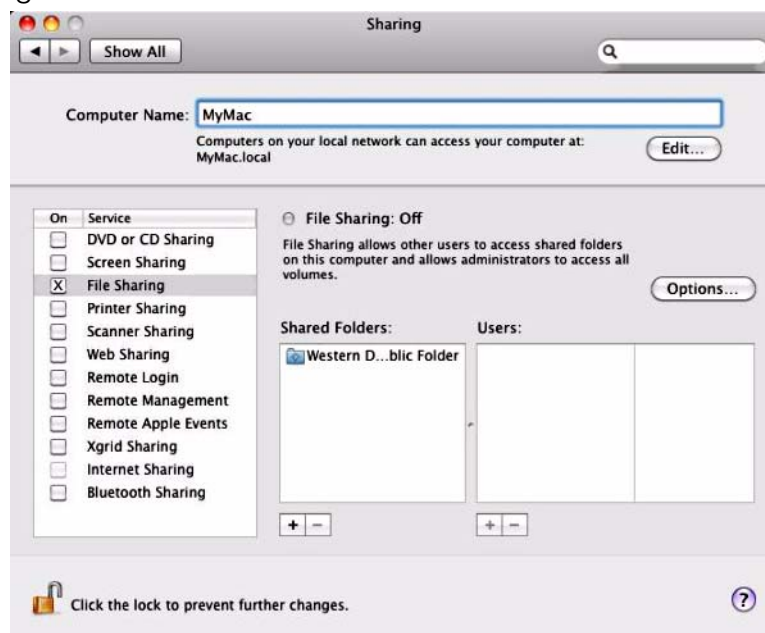 Sharing
Show All
Computer Name: MyMac
Computers on your local network can access your computer at:
MyMac.local
Edit...
On Service
DVD or CD Sharing
Screen Sharing
X File Sharing
Printer Sharing
Scanner Sharing
Web Sharing
Remote Login
Remote Management
Remote Apple Events
Xgrid Sharing
Internet Sharing
Bluetooth Sharing
File Sharing: Off
File Sharing allows other users to access shared folders
on this computer and allows administrators to access all
volumes.
Options...
Shared Folders:
Western D...blic Folder
+ −
Users:
+ −
Click the lock to prevent further changes.
?